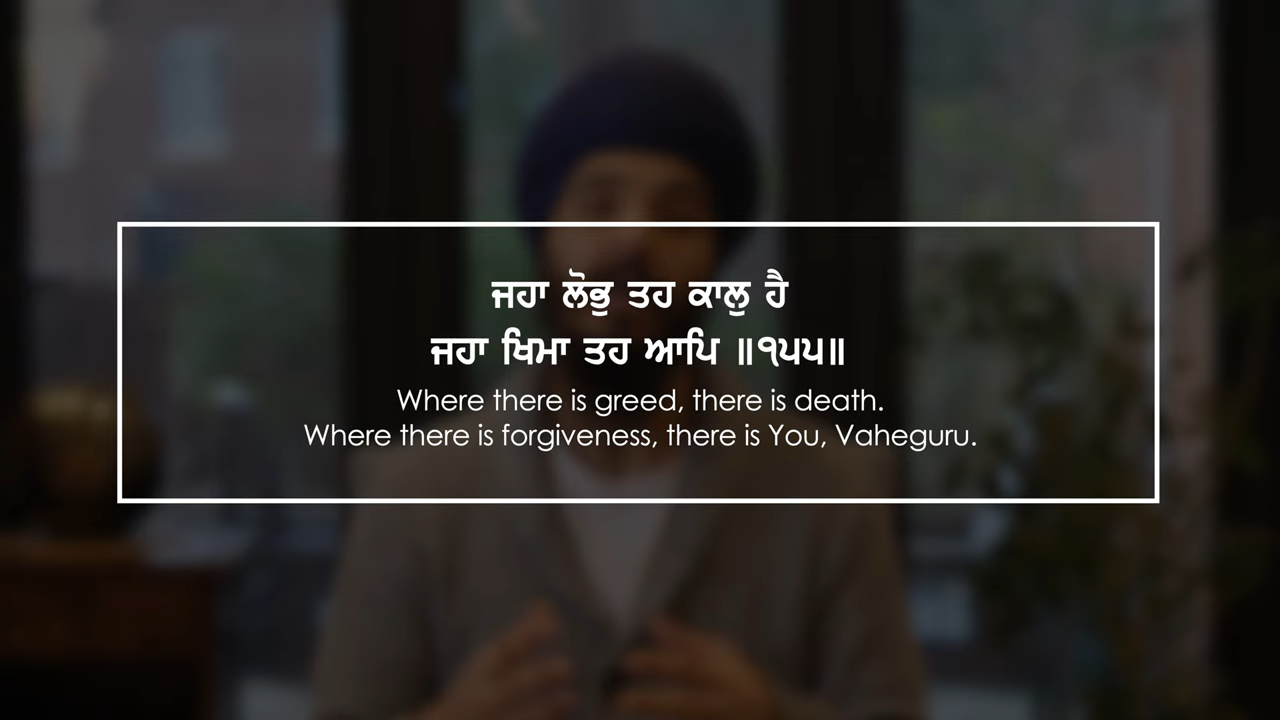 ਜਹਾ ਲੋਭੁ ਤਹ ਕਾਲੁ ਹੈ
ਜਹਾ ਖਿਮਾ ਤਹ ਆਪਿ ॥੧੫੫॥
Where there is greed, there is death.
Where there is forgiveness, there is You, Vaheguru.